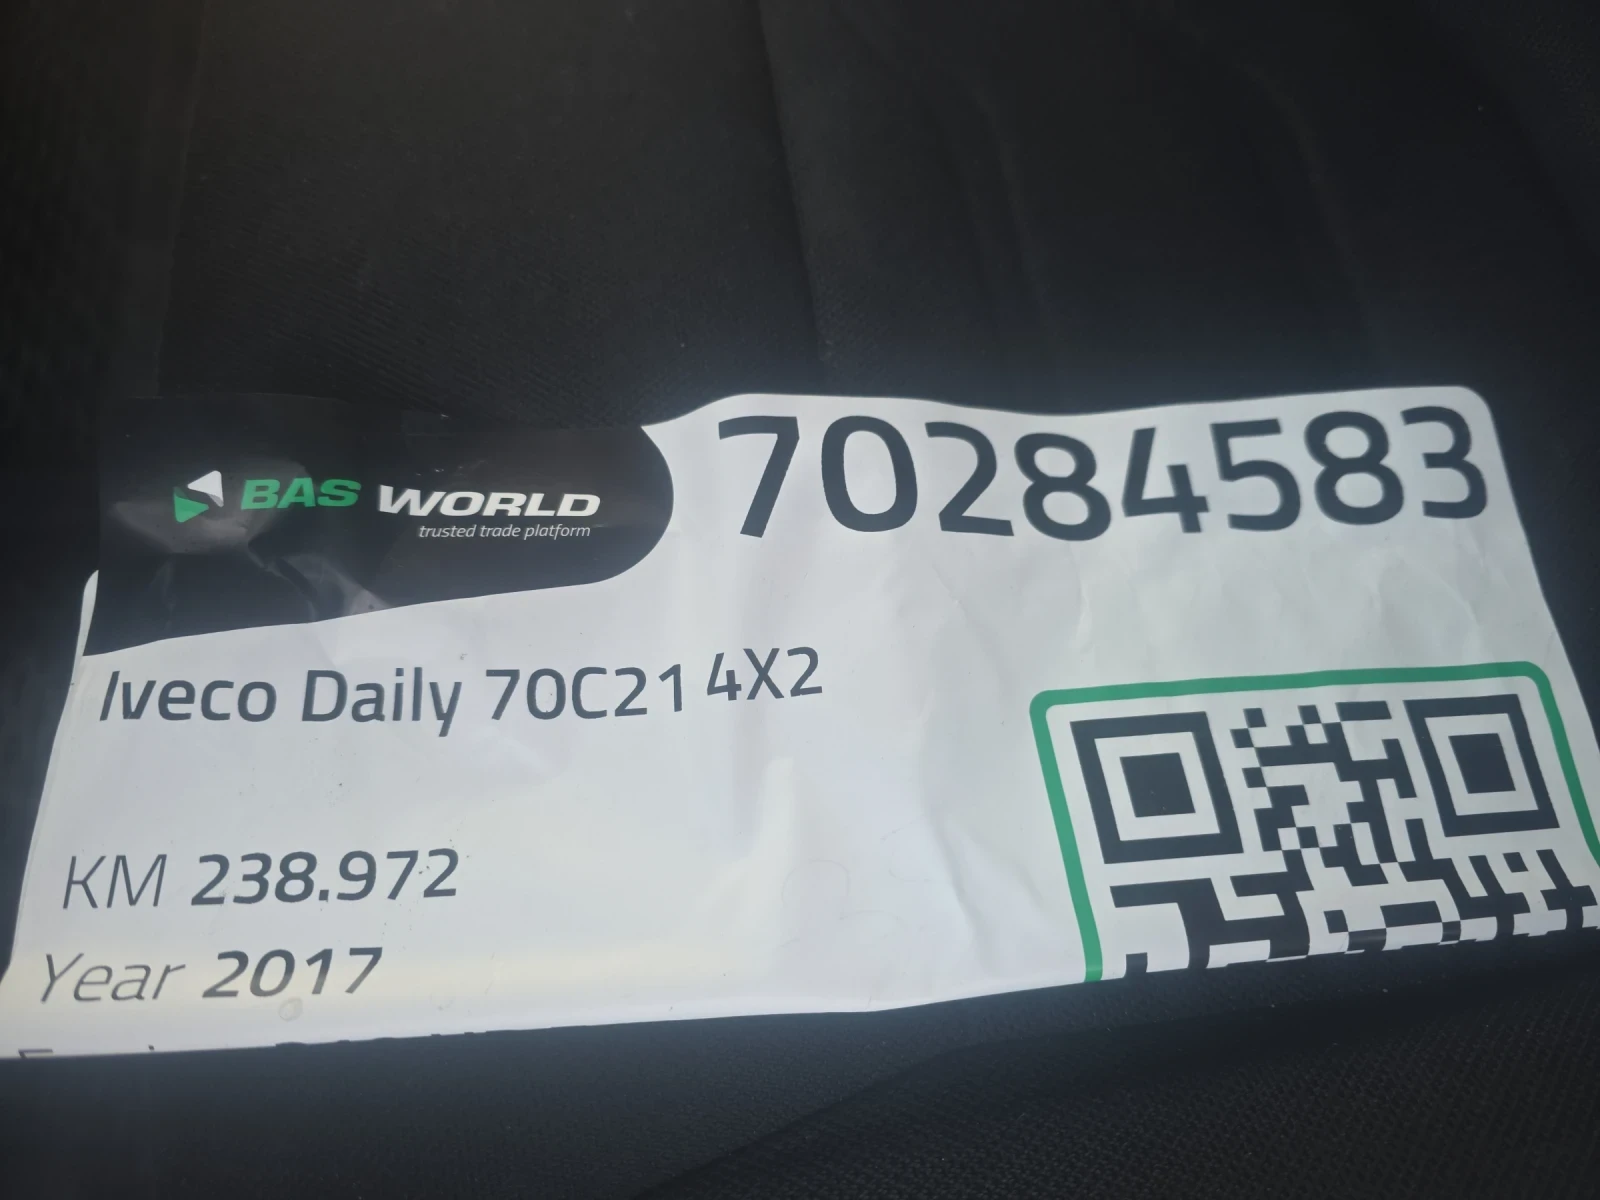 BAS WORLD
trusted trade platform
70284583
Iveco Daily 70C21 4X2
KM 238.972
Year 2017